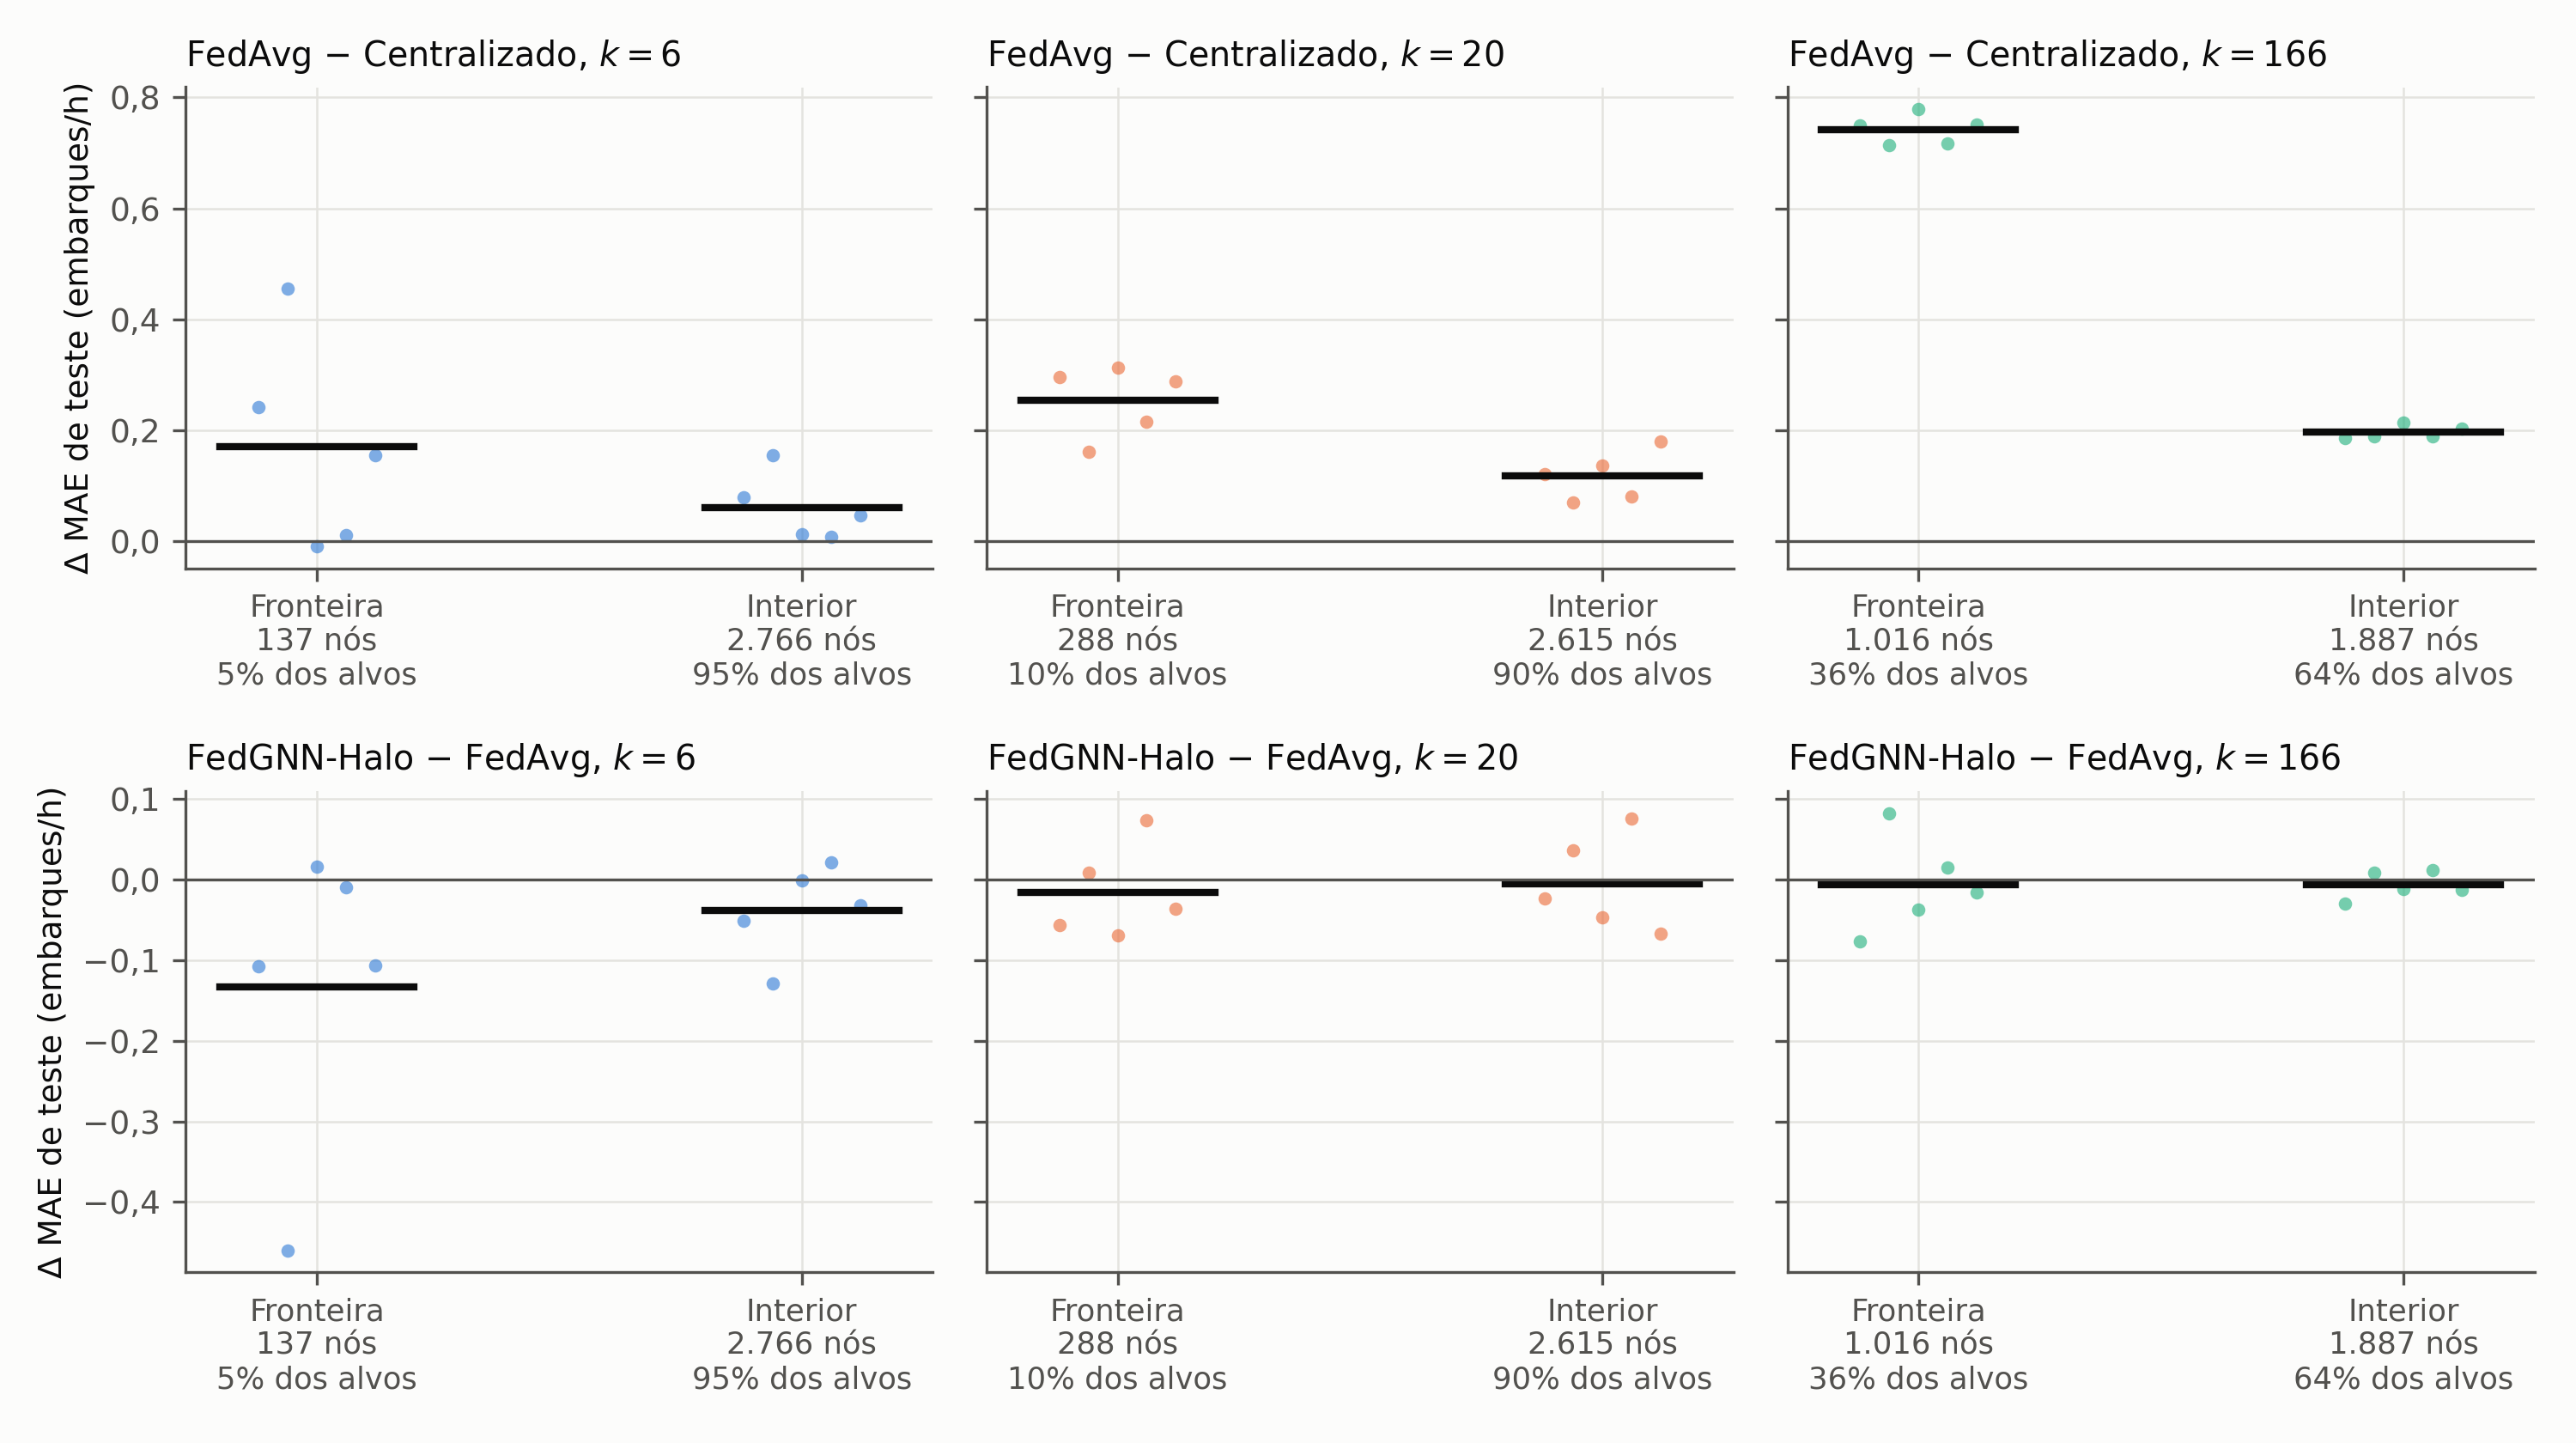 FedAvg − Centralizado, k = 6
FedAvg − Centralizado, k = 20
FedAvg − Centralizado, k = 166
Δ MAE de teste (embarques/h)
0,8
0,6
0,4
0,2
0,0
Fronteira
137 nós
5% dos alvos
Interior
2.766 nós
95% dos alvos
Fronteira
288 nós
10% dos alvos
Interior
2.615 nós
90% dos alvos
Fronteira
1.016 nós
36% dos alvos
Interior
1.887 nós
64% dos alvos
FedGNN-Halo − FedAvg, k = 6
FedGNN-Halo − FedAvg, k = 20
FedGNN-Halo − FedAvg, k = 166
Δ MAE de teste (embarques/h)
0,1
0,0
−0,1
−0,2
−0,3
−0,4
Fronteira
137 nós
5% dos alvos
Interior
2.766 nós
95% dos alvos
Fronteira
288 nós
10% dos alvos
Interior
2.615 nós
90% dos alvos
Fronteira
1.016 nós
36% dos alvos
Interior
1.887 nós
64% dos alvos